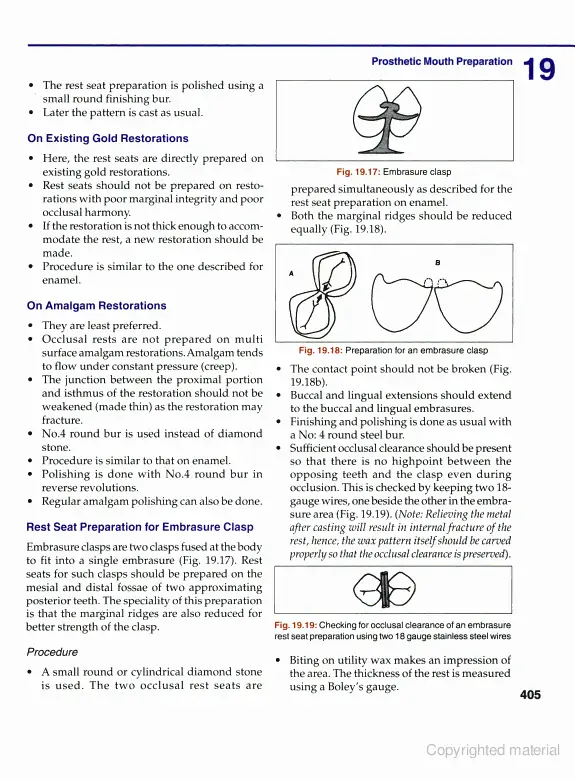 Prosthetic Mouth Preparation
19
• The rest seat preparation is polished using a
small round finishing bur.
• Later the pattern is cast as usual.
On Existing Gold Restorations
• Here, the rest seats are directly prepared on
existing gold restorations.
• Rest seats should not be prepared on resto-
rations with poor marginal integrity and poor
occlusal harmony.
• If the restoration is not thick enough to accom-
modate the rest, a new restoration should be
made.
• Procedure is similar to the one described for
enamel.
On Amalgam Restorations
• They are least preferred.
• Occlusal rests are not prepared on multi
surface amalgam restorations. Amalgam tends
to flow under constant pressure (creep).
• The junction between the proximal portion
and isthmus of the restoration should not be
weakened (made thin) as the restoration may
fracture.
• No.4 round bur is used instead of diamond
stone.
• Procedure is similar to that on enamel.
• Polishing is done with No.4 round bur in
reverse revolutions.
• Regular amalgam polishing can also be done.
Rest Seat Preparation for Embrasure Clasp
Embrasure clasps are two clasps fused at the body
to fit into a single embrasure (Fig. 19.17). Rest
seats for such clasps should be prepared on the
mesial and distal fossae of two approximating
posterior teeth. The speciality of this preparation
is that the marginal ridges are also reduced for
better strength of the clasp.
Procedure
• A small round or cylindrical diamond stone
is used. The two occlusal rest seats are
Fig. 19.17: Embrasure clasp
prepared simultaneously as described for the
rest seat preparation on enamel.
• Both the marginal ridges should be reduced
equally (Fig. 19.18).
A
B
Fig. 19.18: Preparation for an embrasure clasp
• The contact point should not be broken (Fig.
19.18b).
• Buccal and lingual extensions should extend
to the buccal and lingual embrasures.
• Finishing and polishing is done as usual with
a No: 4 round steel bur.
• Sufficient occlusal clearance should be present
so that there is no highpoint between the
opposing teeth and the clasp even during
occlusion. This is checked by keeping two 18-
gauge wires, one beside the other in the embra-
sure area (Fig. 19.19). (Note: Relieving the metal
after casting will result in internal fracture of the
rest, hence, the wax pattern itself should be carved
properly so that the occlusal clearance is preserved).
Fig. 19.19: Checking for occlusal clearance of an embrasure
rest seat preparation using two 18 gauge stainless steel wires
• Biting on utility wax makes an impression of
the area. The thickness of the rest is measured
using a Boley's gauge.
405
Copyrighted material